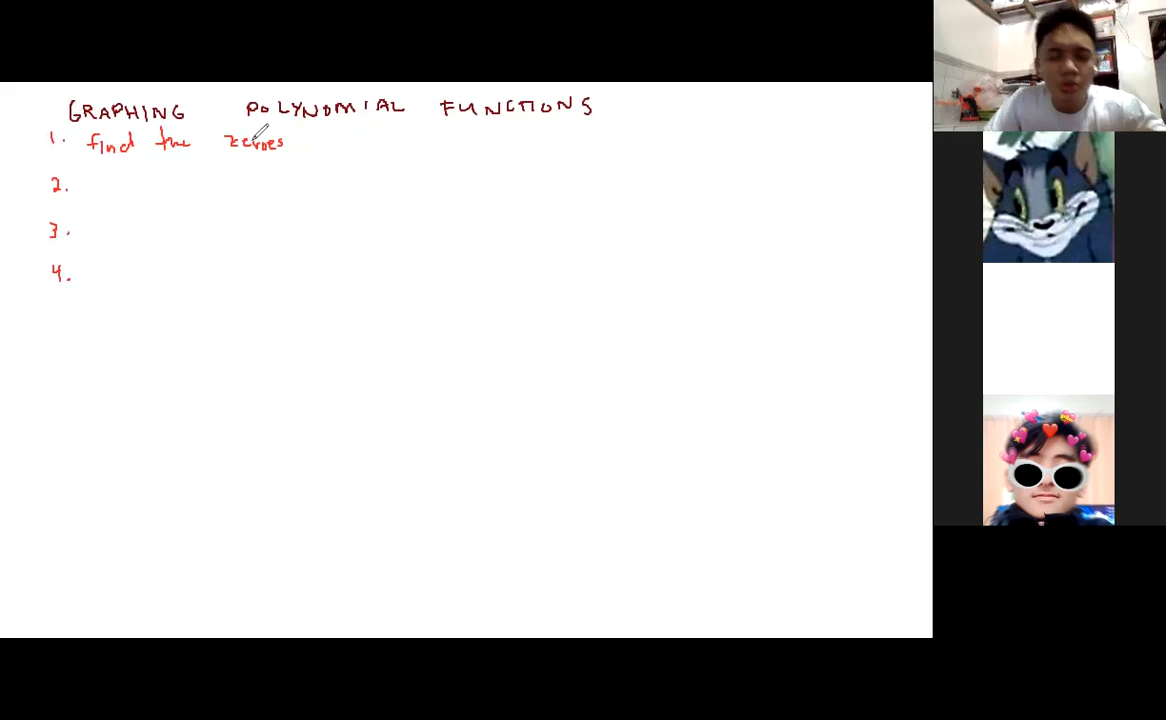 GRAPHING POLYNOMIAL FUNCTIONS
1. find the zeroes
2.
3.
4.